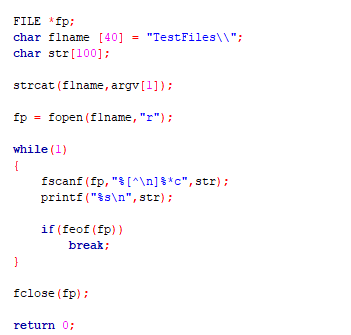 FILE *fp;
char flname [40] = "TestFiles\\";
char str[100];

strcat(flname,argv[1]);

fp = fopen(flname,"r");

while(1)
{
    fscanf(fp,"%[^\n]%*c",str);
    printf("%s\n",str);

    if(feof(fp))
        break;
}

fclose(fp);

return 0;